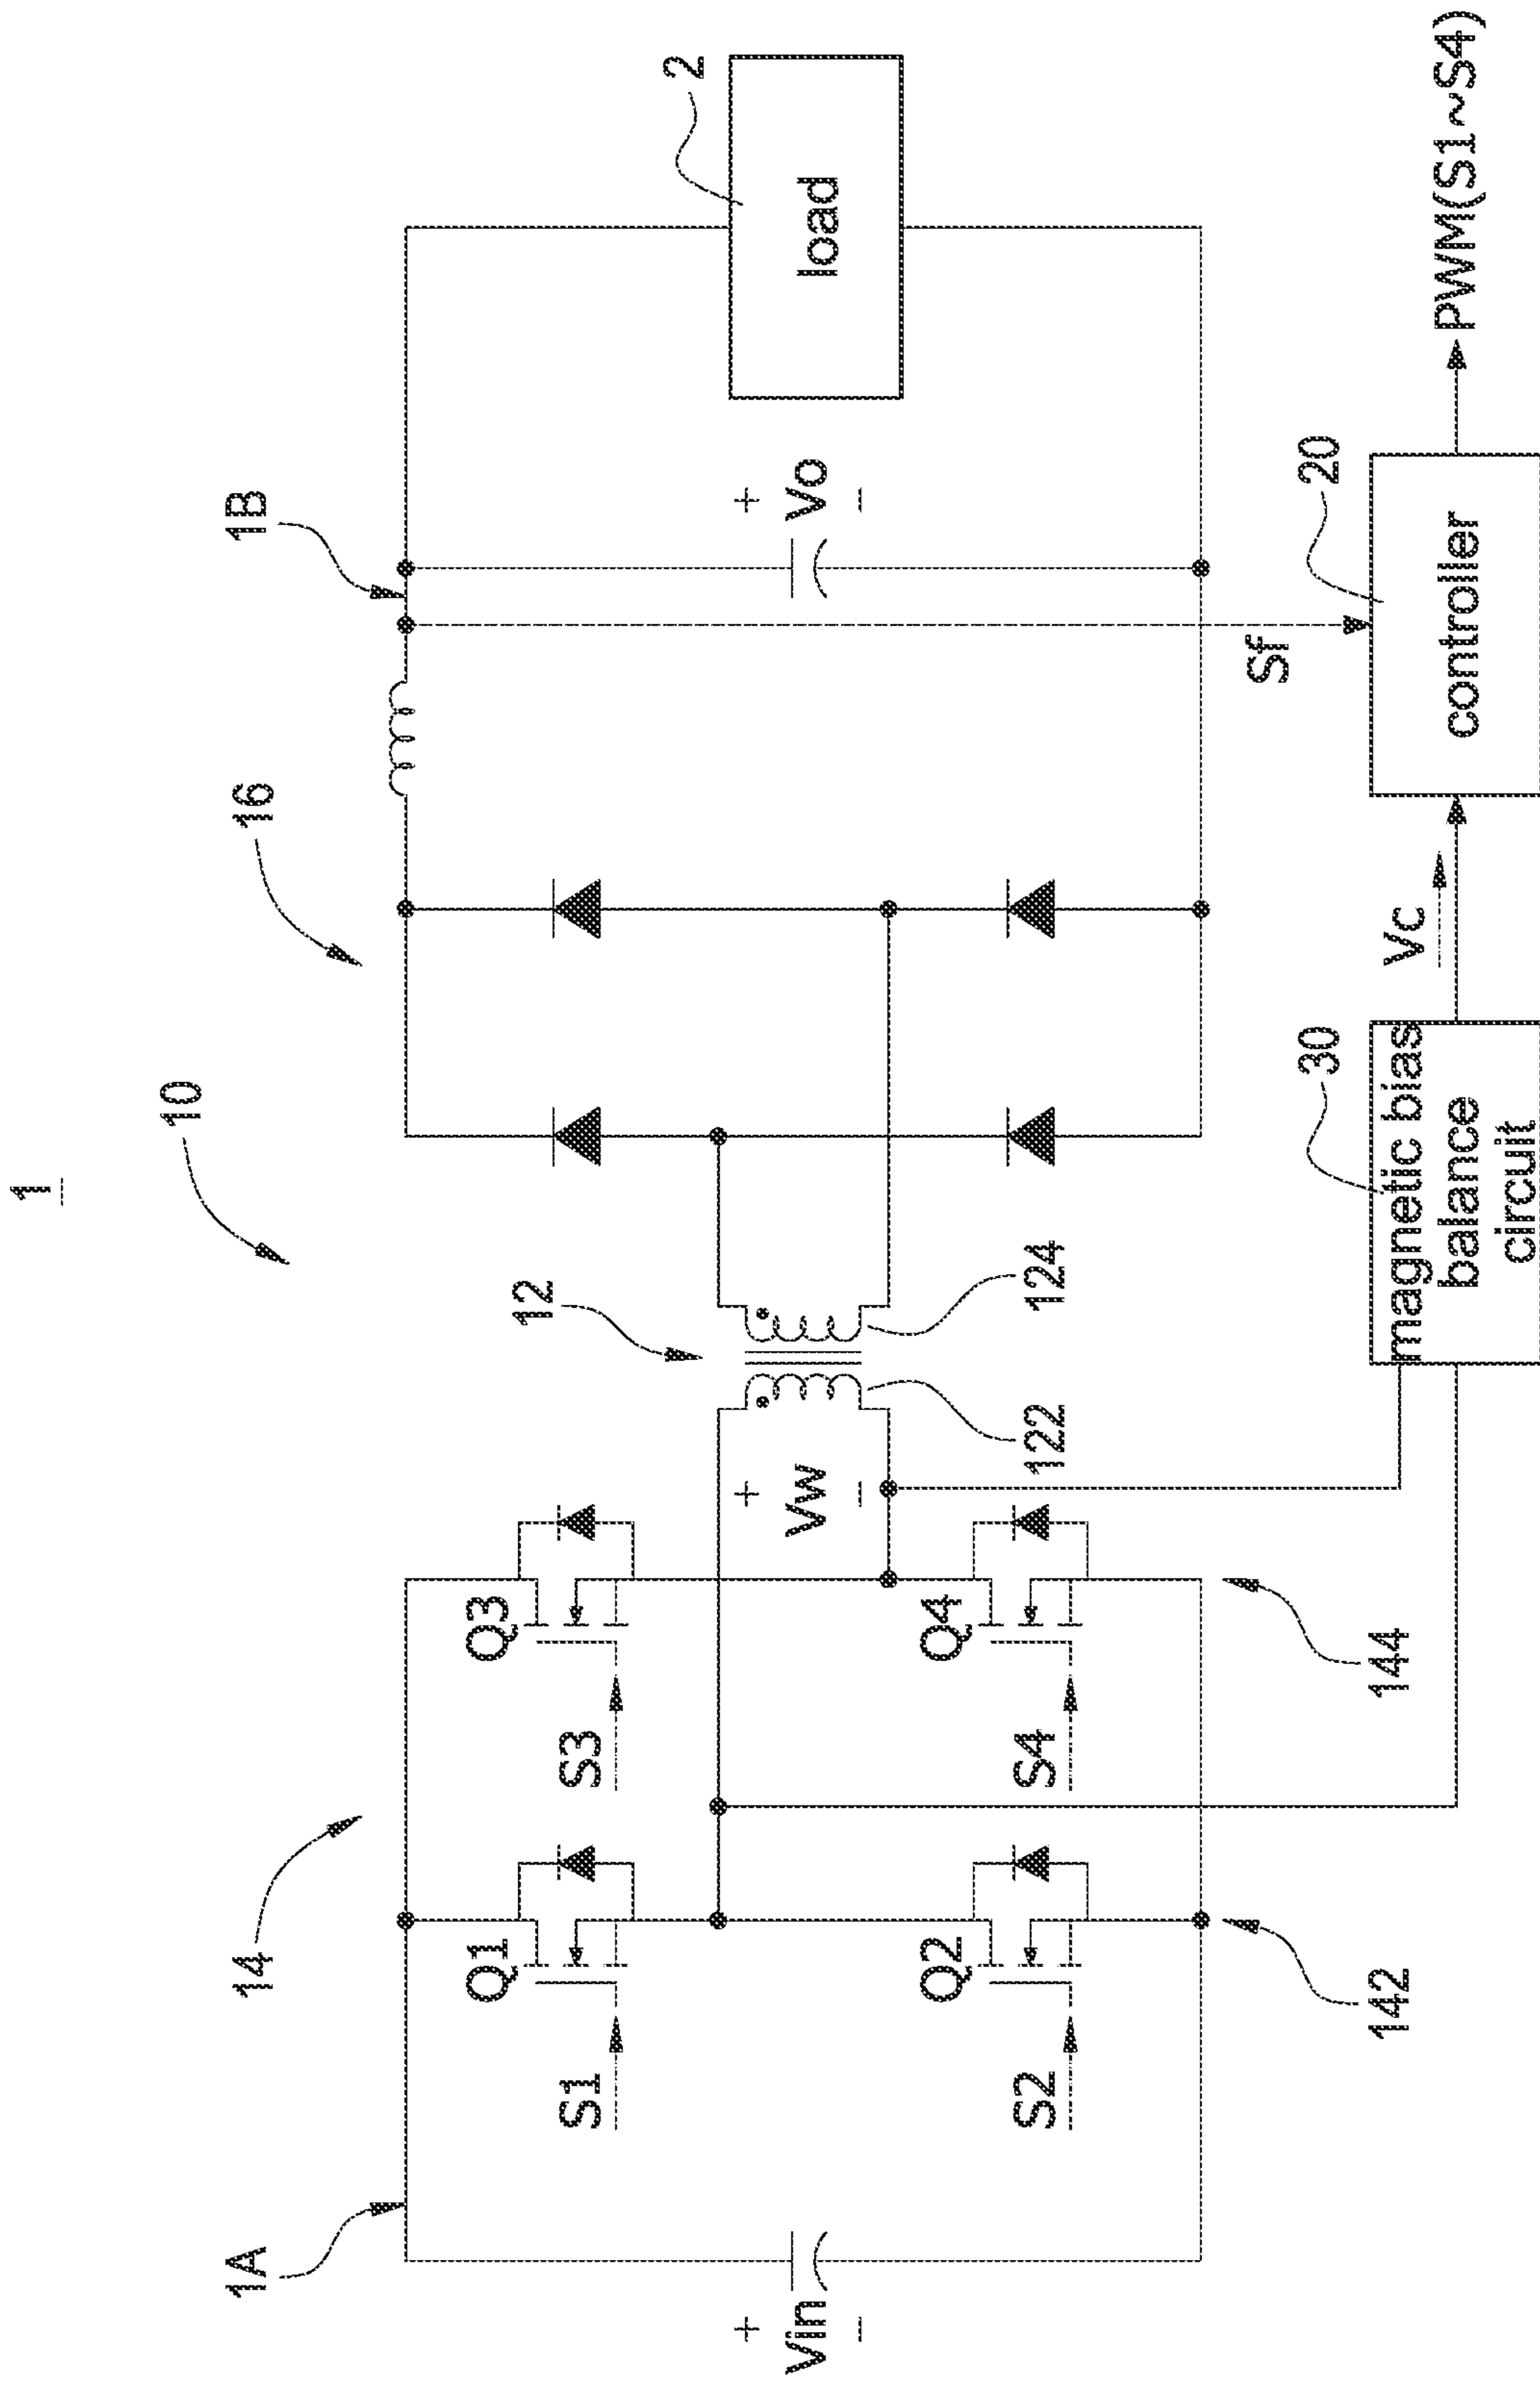 1
10
14
12
16
1B
1A
2
Q1
Q3
S1
S3
+
Vin
−
+
Vw
−
+
Vo
−
load
122
124
Q2
Q4
S2
S4
142
144
Sf
30
magnetic bias
balance
circuit
Vc
20
controller
PWM(S1~S4)